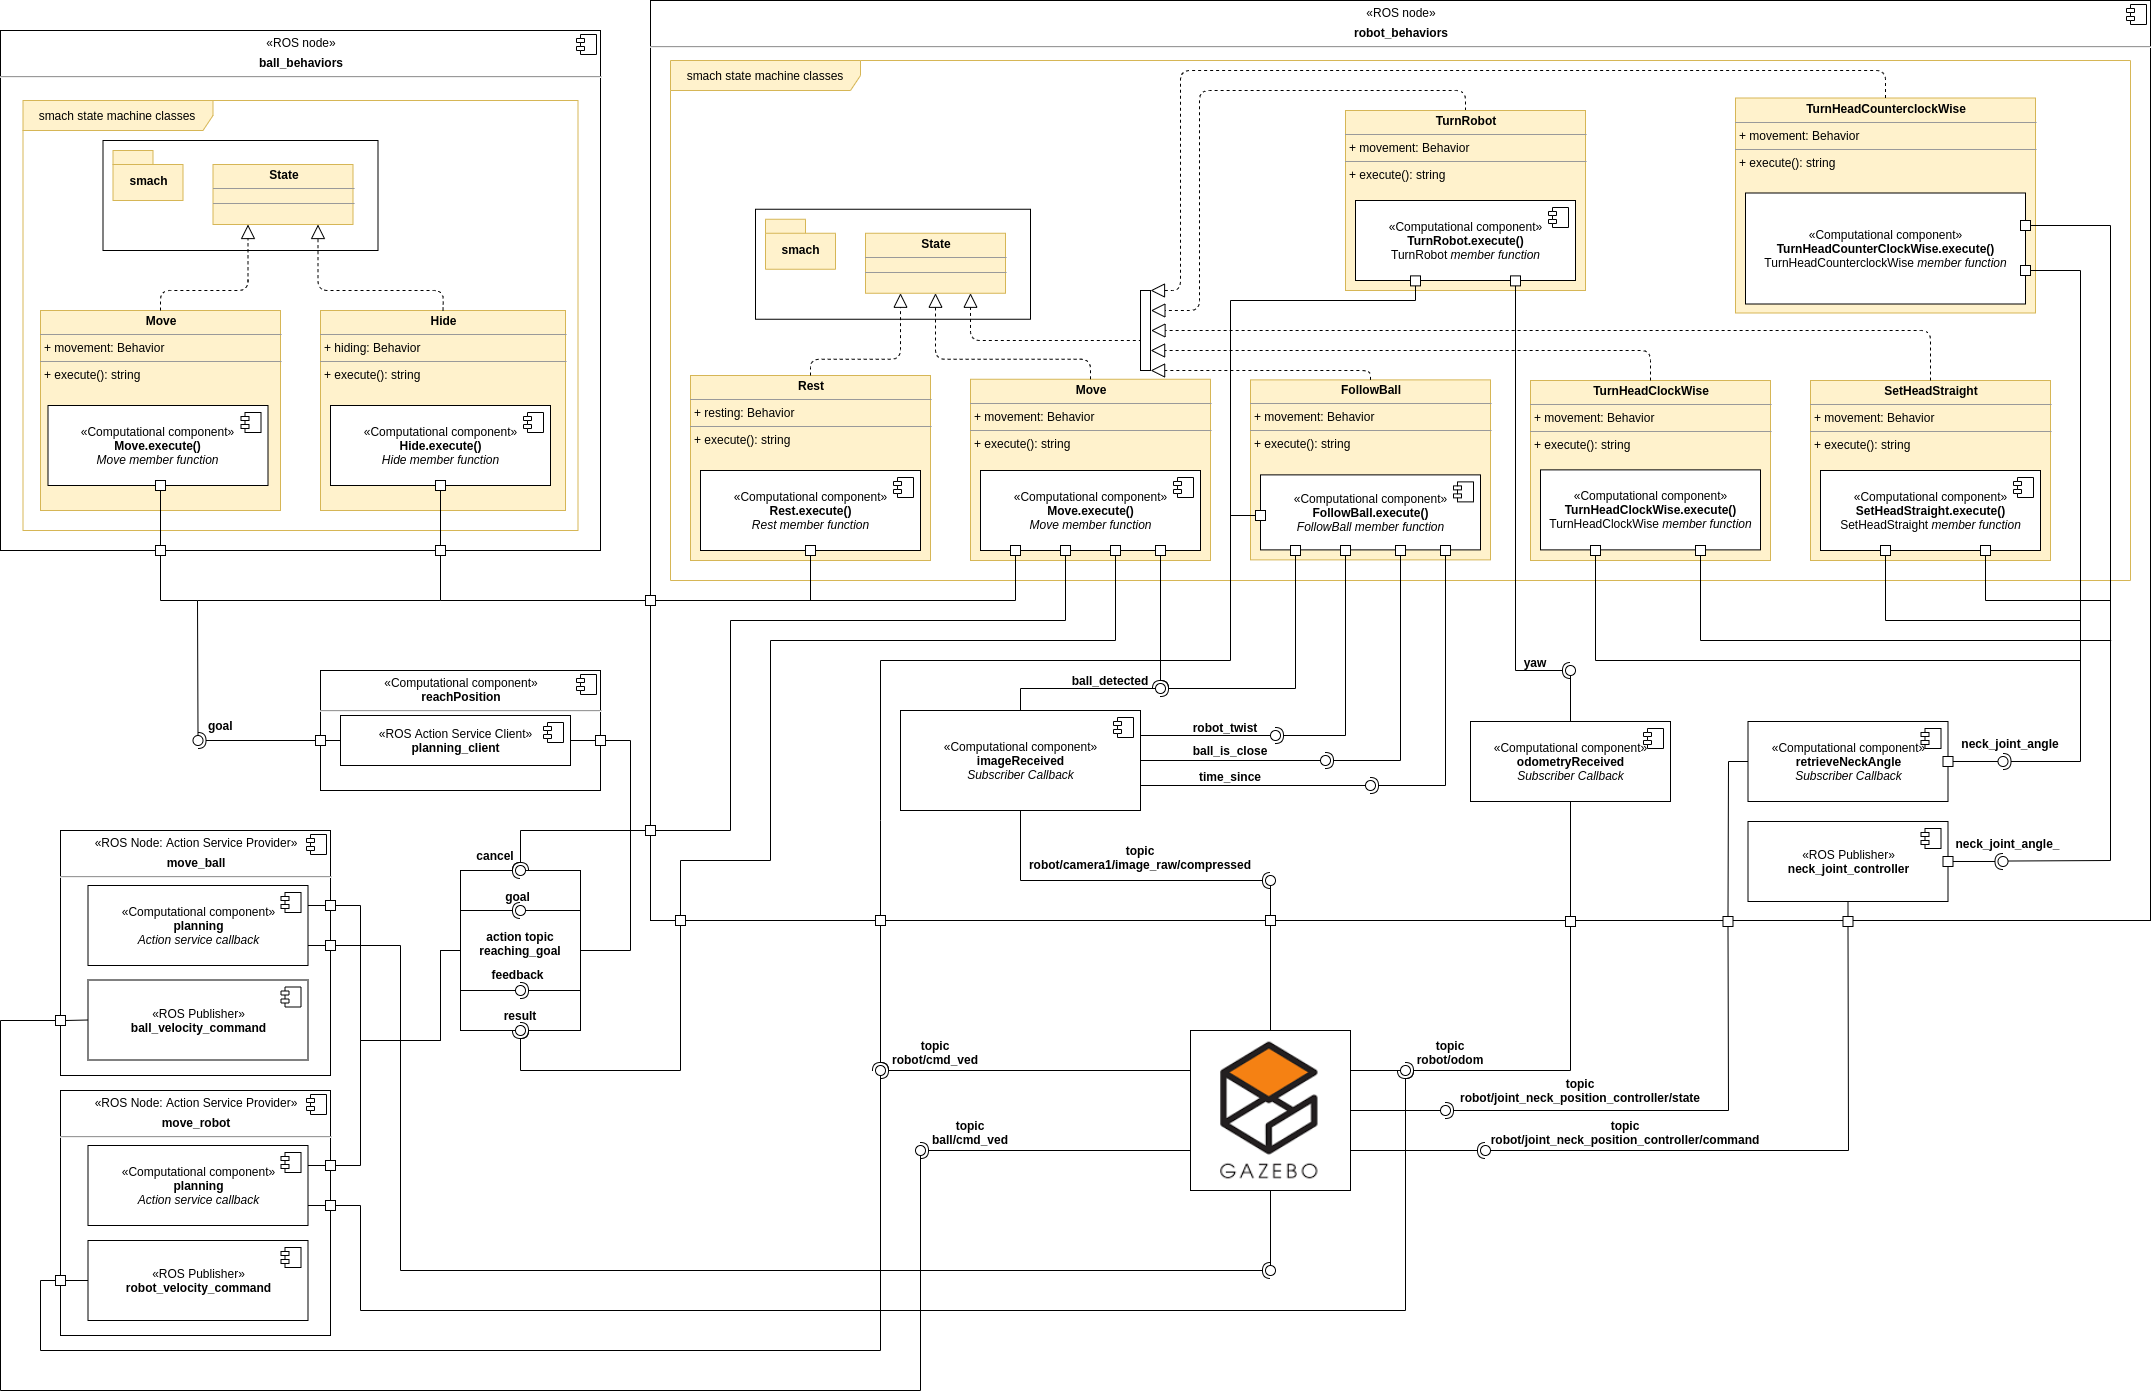 «ROS node»
ball_behaviors
smach state machine classes
smach
State
Move
+ movement: Behavior
+ execute(): string
«Computational component»
Move.execute()
Move member function
Hide
+ hiding: Behavior
+ execute(): string
«Computational component»
Hide.execute()
Hide member function
«ROS node»
robot_behaviors
smach state machine classes
smach
State
TurnRobot
+ movement: Behavior
+ execute(): string
«Computational component»
TurnRobot.execute()
TurnRobot member function
TurnHeadCounterclockWise
+ movement: Behavior
+ execute(): string
«Computational component»
TurnHeadCounterClockWise.execute()
TurnHeadCounterclockWise member function
Rest
+ resting: Behavior
+ execute(): string
«Computational component»
Rest.execute()
Rest member function
Move
+ movement: Behavior
+ execute(): string
«Computational component»
Move.execute()
Move member function
FollowBall
+ movement: Behavior
+ execute(): string
«Computational component»
FollowBall.execute()
FollowBall member function
TurnHeadClockWise
+ movement: Behavior
+ execute(): string
«Computational component»
TurnHeadClockWise.execute()
TurnHeadClockWise member function
SetHeadStraight
+ movement: Behavior
+ execute(): string
«Computational component»
SetHeadStraight.execute()
SetHeadStraight member function
goal
«Computational component»
reachPosition
«ROS Action Service Client»
planning_client
ball_detected
«Computational component»
imageReceived
Subscriber Callback
robot_twist
ball_is_close
time_since
yaw
«Computational component»
odometryReceived
Subscriber Callback
«Computational component»
retrieveNeckAngle
Subscriber Callback
neck_joint_angle
«ROS Publisher»
neck_joint_controller
neck_joint_angle_
topic
robot/camera1/image_raw/compressed
«ROS Node: Action Service Provider»
move_ball
«Computational component»
planning
Action service callback
«ROS Publisher»
ball_velocity_command
cancel
goal
action topic
reaching_goal
feedback
result
«ROS Node: Action Service Provider»
move_robot
«Computational component»
planning
Action service callback
«ROS Publisher»
robot_velocity_command
topic
robot/cmd_ved
topic
ball/cmd_ved
GAZEBO
topic
robot/odom
topic
robot/joint_neck_position_controller/state
topic
robot/joint_neck_position_controller/command